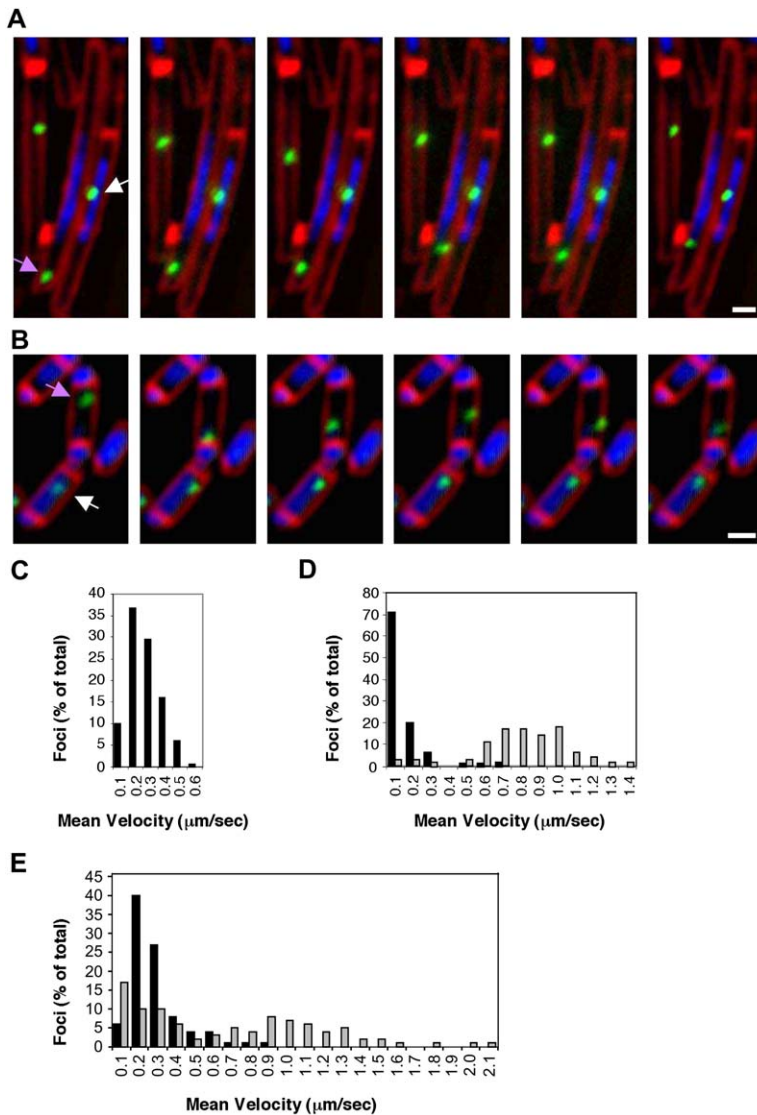 A
B
C
D
40
35
30
25
20
15
10
5
0
Foci (% of total)
0.1 0.2 0.3 0.4 0.5 0.6
Mean Velocity (μm/sec)
80
70
60
50
40
30
20
10
0
Foci (% of total)
0.1 0.2 0.3 0.4 0.5 0.6 0.7 0.8 0.9 1.0 1.1 1.2 1.3 1.4
Mean Velocity (μm/sec)
E
45
40
35
30
25
20
15
10
5
0
Foci (% of total)
0.1 0.2 0.3 0.4 0.5 0.6 0.7 0.8 0.9 1.0 1.1 1.2 1.3 1.4 1.5 1.6 1.7 1.8 1.9 2.0 2.1
Mean Velocity (μm/sec)